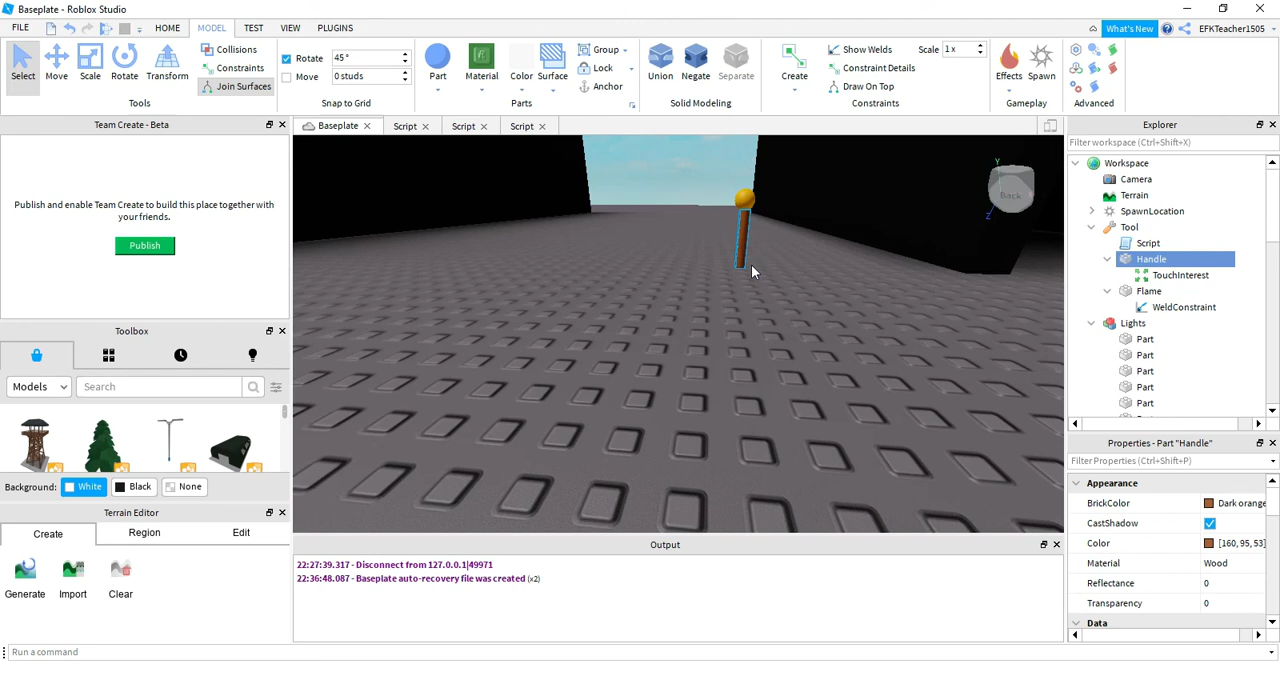 Baseplate - Roblox Studio
FILE HOME MODEL TEST VIEW PLUGINS What's New EFKTeacher1505
Select Move Scale Rotate Transform
Collisions
Constraints
Join Surfaces
Tools
Rotate 45°
Move 0 studs
Snap to Grid
Part Material Color Surface
Group
Lock
Anchor
Parts
Union Negate Separate
Solid Modeling
Create
Show Welds Scale 1 x
Constraint Details
Draw On Top
Constraints
Effects Spawn
Gameplay
Advanced
Team Create - Beta
Publish and enable Team Create to build this place together with
your friends.
Publish
Toolbox
Models Search
Background: White Black None
Terrain Editor
Create Region Edit
Generate Import Clear
Baseplate Script Script Script
Back
Y
Z
Output
22:27:39.317 - Disconnect from 127.0.0.1|49971
22:36:48.087 - Baseplate auto-recovery file was created (x2)
Explorer
Filter workspace (Ctrl+Shift+X)
Workspace
Camera
Terrain
SpawnLocation
Tool
Script
Handle
TouchInterest
Flame
WeldConstraint
Lights
Part
Part
Part
Part
Part
Properties - Part "Handle"
Filter Properties (Ctrl+Shift+P)
Appearance
BrickColor Dark orange
CastShadow
Color [160, 95, 53]
Material Wood
Reflectance 0
Transparency 0
Data
Run a command